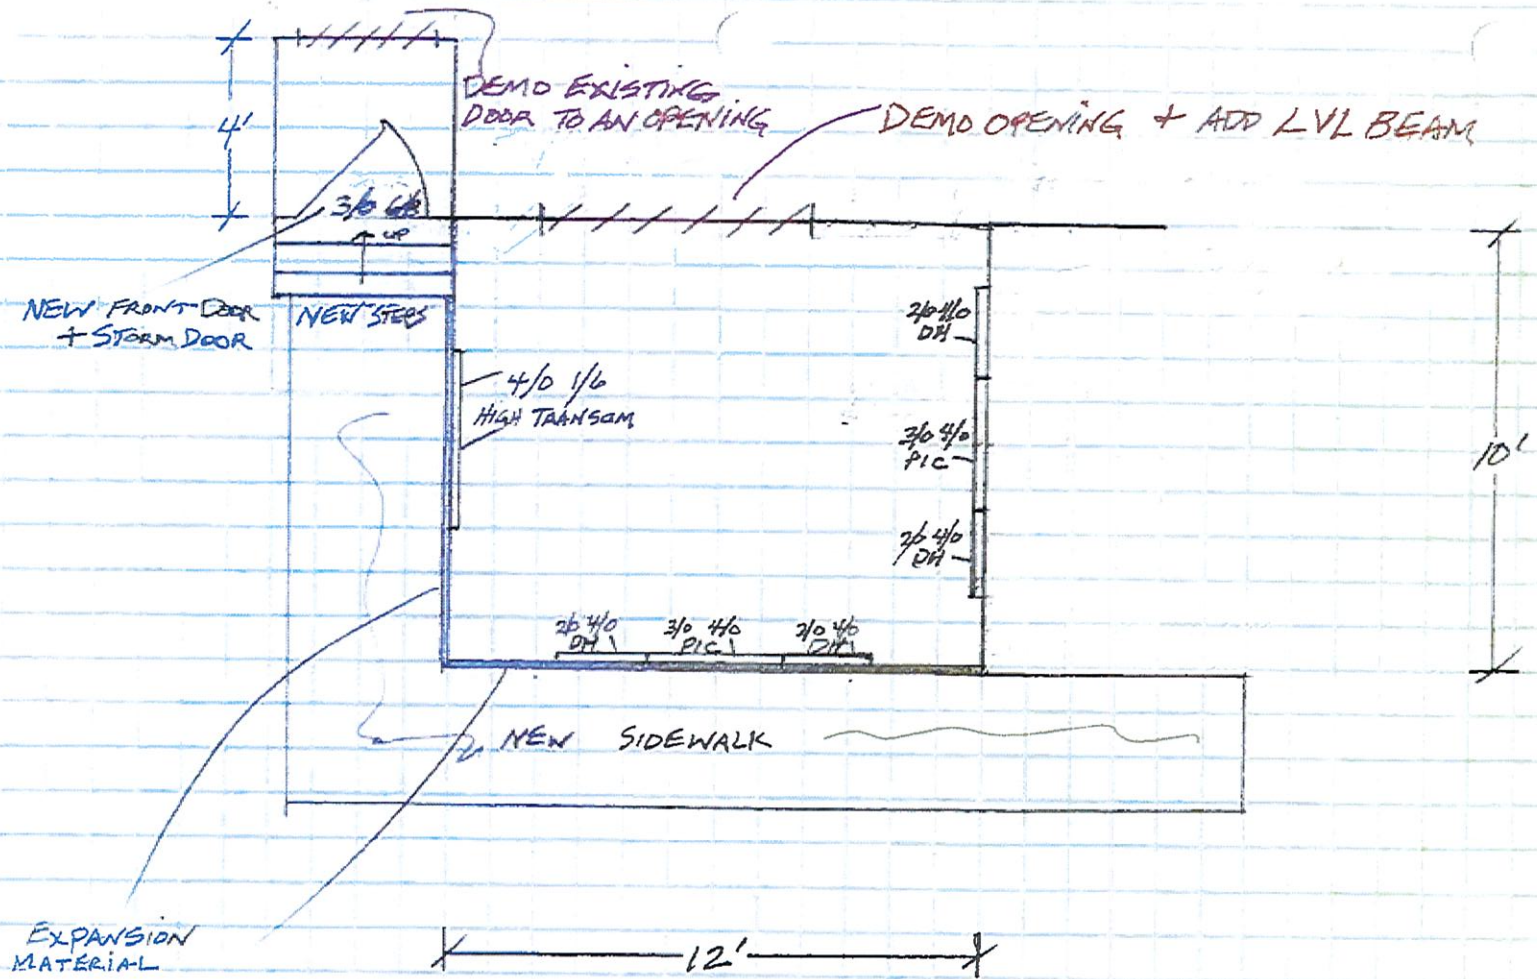 DEMO EXISTING
DOOR TO AN OPENING
DEMO OPENING + ADD LVL BEAM
4'
3/0 6/8
UP
NEW FRONT DOOR
+ STORM DOOR
NEW STEPS
2/0 4/0
DH
4/0 1/6
HIGH TRANSOM
3/0 4/0
PIC
10'
2/0 4/0
DH
2/0 4/0
DH
3/0 4/0
PIC
2/0 4/0
DH
NEW SIDEWALK
EXPANSION
MATERIAL
12'